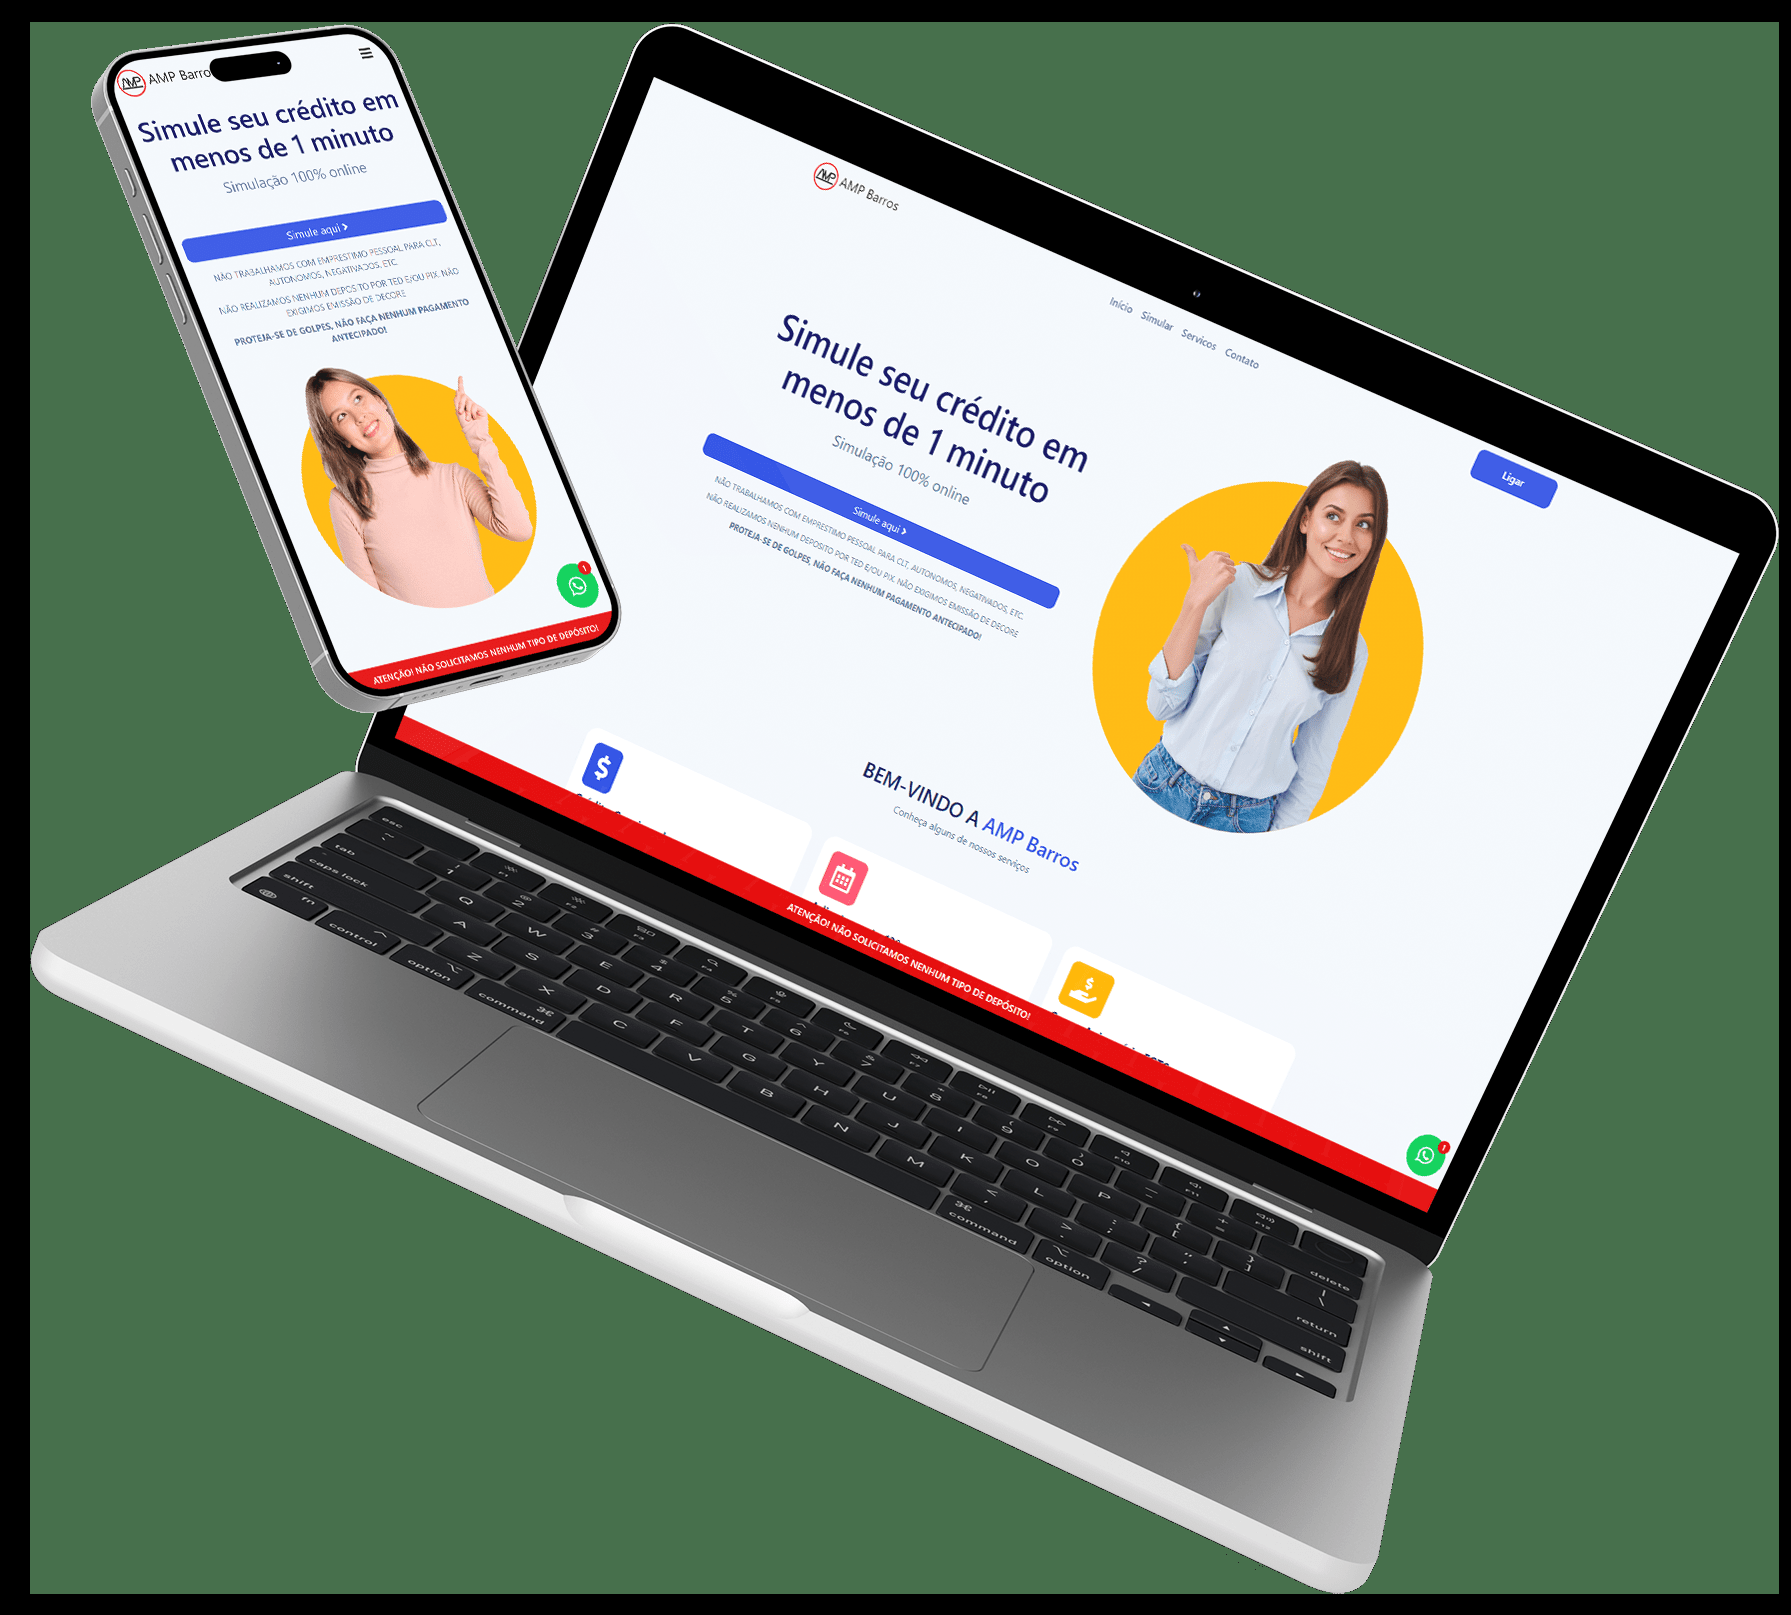 AMP
AMP Barro
Simule seu crédito em
menos de 1 minuto
Simulação 100% online
Simule aqui
NÃO TRABALHAMOS COM EMPRESTIMO PESSOAL PARA CLT,
AUTONOMOS, NEGATIVADOS, ETC.
NÃO REALIZAMOS NENHUM DEPOSITO POR TED E/OU PIX. NÃO
EXIGIMOS EMISSÃO DE DECORE
PROTEJA-SE DE GOLPES, NÃO FAÇA NENHUM PAGAMENTO
ANTECIPADO!
1
ATENÇÃO! NÃO SOLICITAMOS NENHUM TIPO DE DEPÓSITO!
AMP
AMP Barros
Início Simular Servicos Contato
Ligar
Simule seu crédito em
menos de 1 minuto
Simulação 100% online
Simule aqui
NÃO TRABALHAMOS COM EMPRESTIMO PESSOAL PARA CLT, AUTONOMOS, NEGATIVADOS, ETC.
NÃO REALIZAMOS NENHUM DEPOSITO POR TED E/OU PIX. NÃO EXIGIMOS EMISSÃO DE DECORE
PROTEJA-SE DE GOLPES, NÃO FAÇA NENHUM PAGAMENTO ANTECIPADO!
BEM-VINDO A AMP Barros
Conheça alguns de nossos serviços
ATENÇÃO! NÃO SOLICITAMOS NENHUM TIPO DE DEPÓSITO!
1
esc
tab
caps lock
shift
fn
control
option
command
Q W E R T Y U I O P
A S D F G H J K L
Z X C V B N M
command
option
delete
return
shift